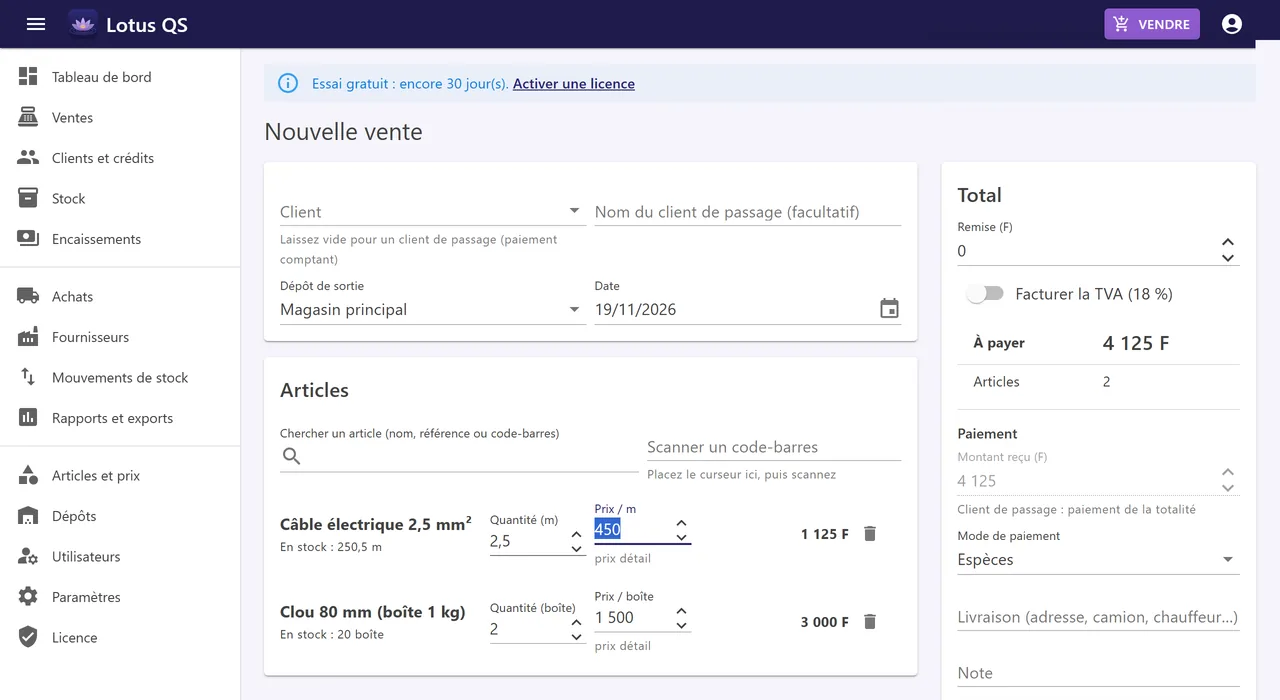 Lotus QS
VENDRE
Tableau de bord
Ventes
Clients et crédits
Stock
Encaissements
Achats
Fournisseurs
Mouvements de stock
Rapports et exports
Articles et prix
Dépôts
Utilisateurs
Paramètres
Licence
Essai gratuit : encore 30 jour(s). Activer une licence
Nouvelle vente
Client
Nom du client de passage (facultatif)
Laissez vide pour un client de passage (paiement
comptant)
Dépôt de sortie
Magasin principal
Date
19/11/2026
Articles
Chercher un article (nom, référence ou code-barres)
Scanner un code-barres
Placez le curseur ici, puis scannez
Câble électrique 2,5 mm²
En stock : 250,5 m
Quantité (m)
2,5
Prix / m
450
prix détail
1 125 F
Clou 80 mm (boîte 1 kg)
En stock : 20 boîte
Quantité (boîte)
2
Prix / boîte
1 500
prix détail
3 000 F
Total
Remise (F)
0
Facturer la TVA (18 %)
À payer 4 125 F
Articles 2
Paiement
Montant reçu (F)
4 125
Client de passage : paiement de la totalité
Mode de paiement
Espèces
Livraison (adresse, camion, chauffeur...)
Note